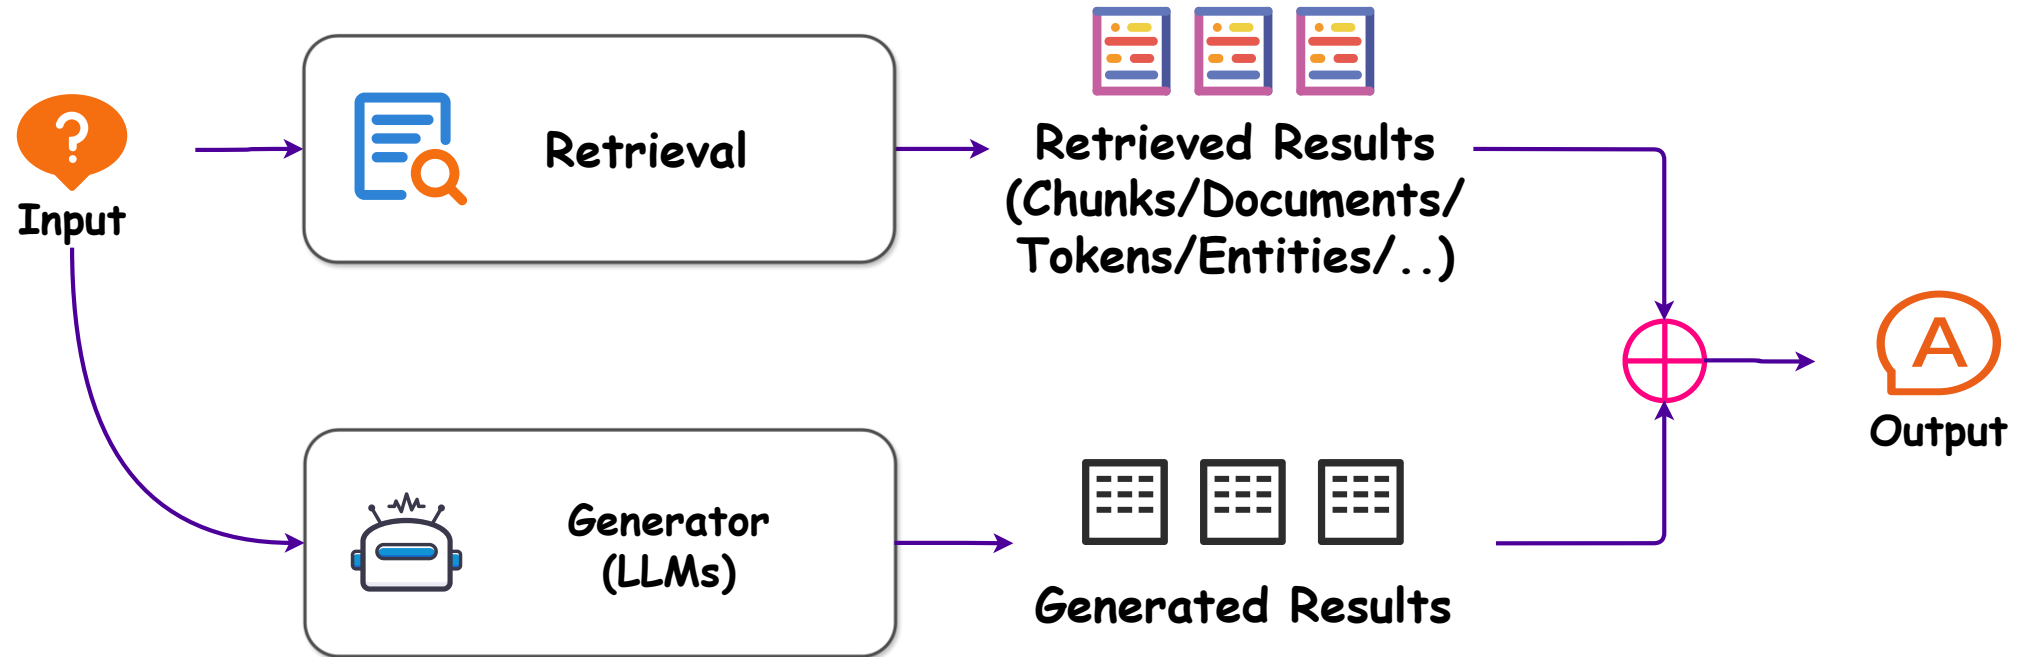 ?
Input
Retrieval
Retrieved Results
(Chunks/Documents/
Tokens/Entities/..)
Generator
(LLMs)
Generated Results
A
Output